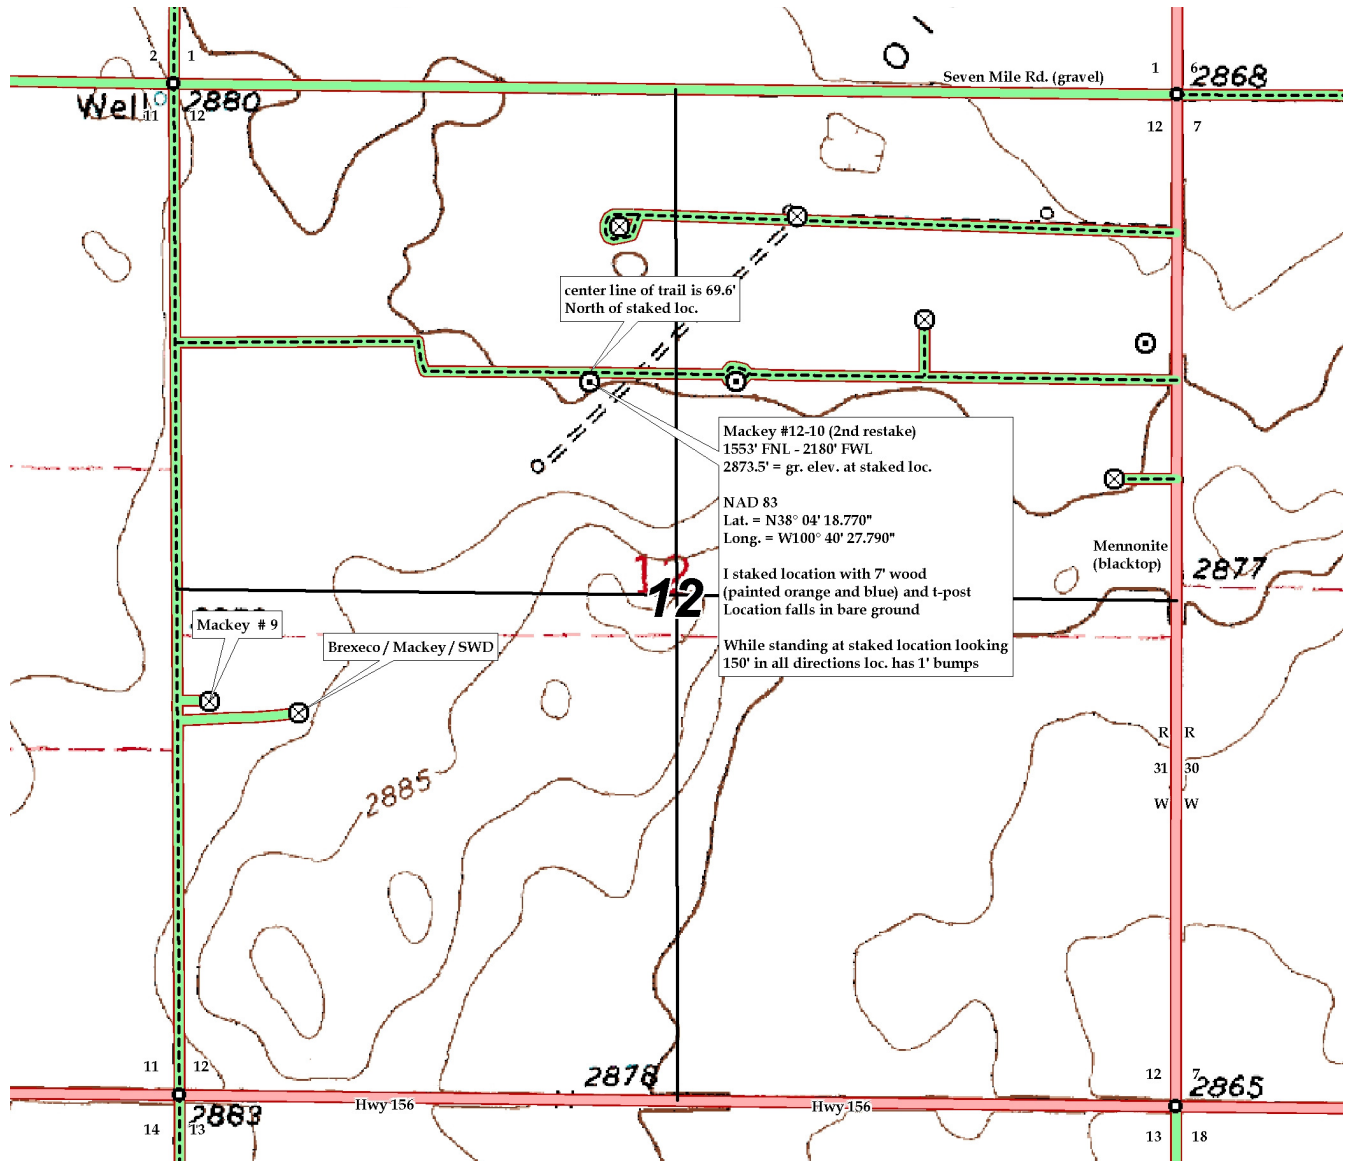 2 1
1 6
Seven Mile Rd. (gravel)
2868
Well
2880
11 12
12 7
center line of trail is 69.6'
North of staked loc.
Mackey #12-10 (2nd restake)
1553' FNL - 2180' FWL
2873.5' = gr. elev. at staked loc.
NAD 83
Lat. = N38° 04' 18.770"
Long. = W100° 40' 27.790"
I staked location with 7' wood
(painted orange and blue) and t-post
Location falls in bare ground
While standing at staked location looking
150' in all directions loc. has 1' bumps
Mennonite
(blacktop)
2877
12
12
Mackey # 9
Brexeco / Mackey / SWD
R R
31 30
W W
2885
11 12
12 7
2878
2865
Hwy 156
Hwy 156
2883
14 13
13 18